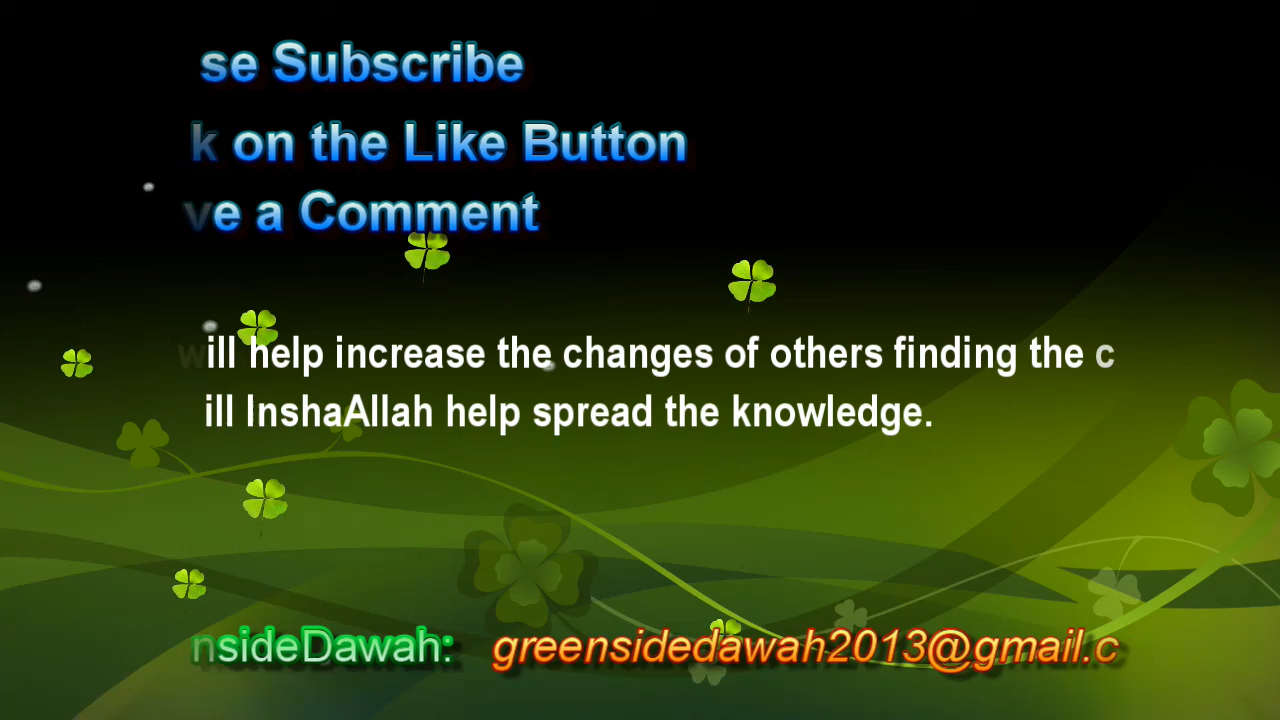 se Subscribe
k on the Like Button
ve a Comment
will help increase the changes of others finding the c
ill InshaAllah help spread the knowledge.
nsideDawah: greensidedawah2013@gmail.c